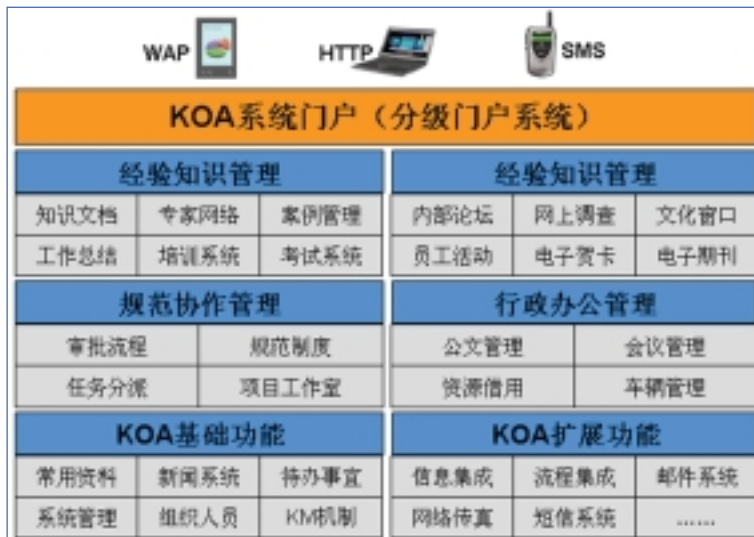 WAP HTTP SMS
KOA系统门户（分级门户系统）
经验知识管理 经验知识管理
知识文档 专家网络 案例管理 内部论坛 网上调查 文化窗口
工作总结 培训系统 考试系统 员工活动 电子贺卡 电子期刊
规范协作管理 行政办公管理
审批流程 规范制度 公文管理 会议管理
任务分派 项目工作室 资源借用 车辆管理
KOA基础功能 KOA扩展功能
常用资料 新闻系统 待办事宜 信息集成 流程集成 邮件系统
系统管理 组织人员 KM机制 网络传真 短信系统 ……